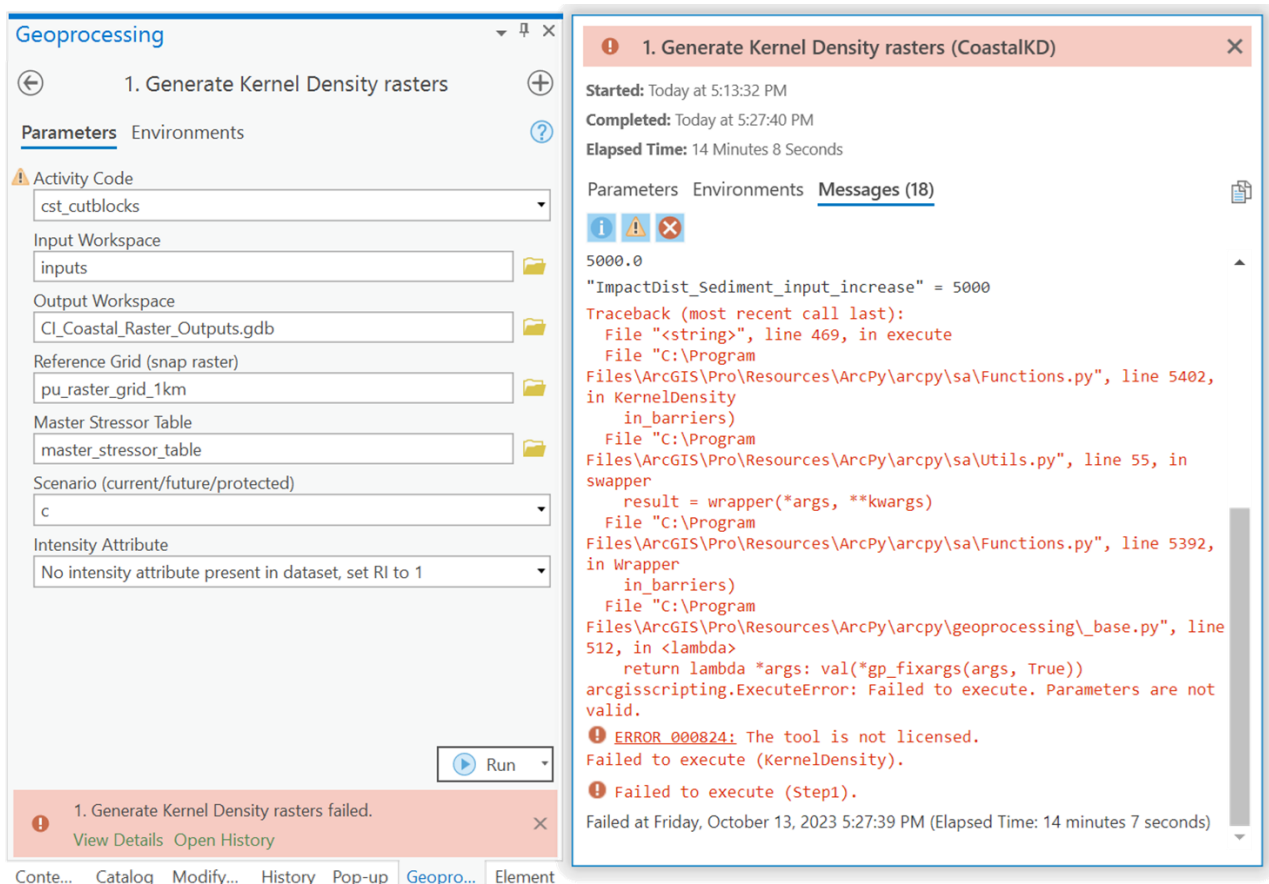 Geoprocessing
1. Generate Kernel Density rasters
Parameters Environments
Activity Code
cst_cutblocks
Input Workspace
inputs
Output Workspace
CI_Coastal_Raster_Outputs.gdb
Reference Grid (snap raster)
pu_raster_grid_1km
Master Stressor Table
master_stressor_table
Scenario (current/future/protected)
c
Intensity Attribute
No intensity attribute present in dataset, set RI to 1
Run
1. Generate Kernel Density rasters failed.
View Details Open History
Conte... Catalog Modify... History Pop-up Geopro... Element
1. Generate Kernel Density rasters (CoastalKD)
Started: Today at 5:13:32 PM
Completed: Today at 5:27:40 PM
Elapsed Time: 14 Minutes 8 Seconds
Parameters Environments Messages (18)
5000.0
"ImpactDist_Sediment_input_increase" = 5000
Traceback (most recent call last):
File "<string>", line 469, in execute
File "C:\Program
Files\ArcGIS\Pro\Resources\ArcPy\arcpy\sa\Functions.py", line 5402,
in KernelDensity
in_barriers)
File "C:\Program
Files\ArcGIS\Pro\Resources\ArcPy\arcpy\sa\Utils.py", line 55, in
swapper
result = wrapper(*args, **kwargs)
File "C:\Program
Files\ArcGIS\Pro\Resources\ArcPy\arcpy\sa\Functions.py", line 5392,
in Wrapper
in_barriers)
File "C:\Program
Files\ArcGIS\Pro\Resources\ArcPy\arcpy\geoprocessing\_base.py", line
512, in <lambda>
return lambda *args: val(*gp_fixargs(args, True))
arcgisscripting.ExecuteError: Failed to execute. Parameters are not
valid.
ERROR 000824: The tool is not licensed.
Failed to execute (KernelDensity).
Failed to execute (Step1).
Failed at Friday, October 13, 2023 5:27:39 PM (Elapsed Time: 14 minutes 7 seconds)